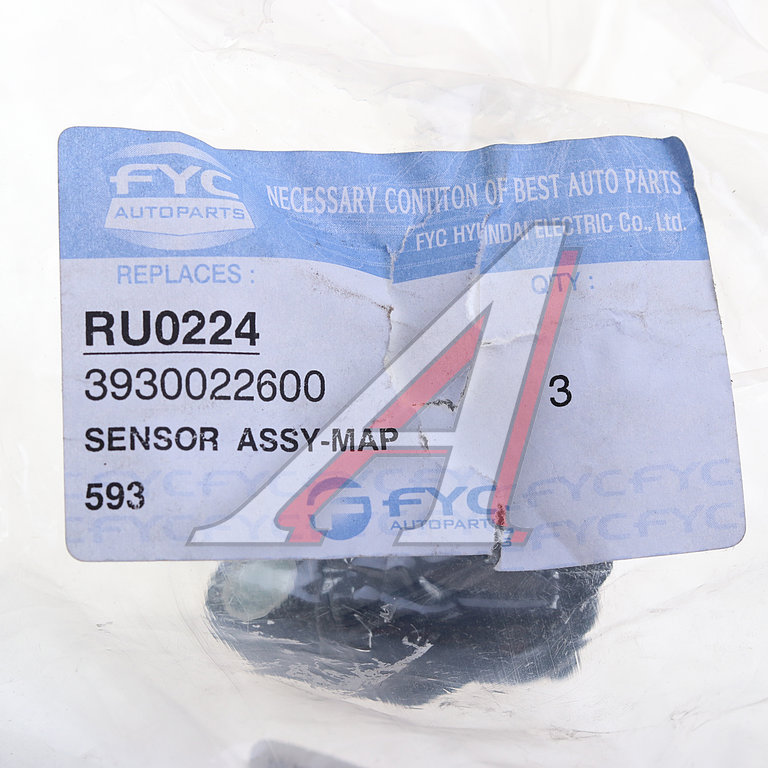 FYC
AUTOPARTS
NECESSARY CONTITON OF BEST AUTO PARTS
FYC HYUNDAI ELECTRIC Co., Ltd.
REPLACES :
QTY :
RU0224
3930022600
3
SENSOR ASSY-MAP
593
FYC
AUTOPARTS